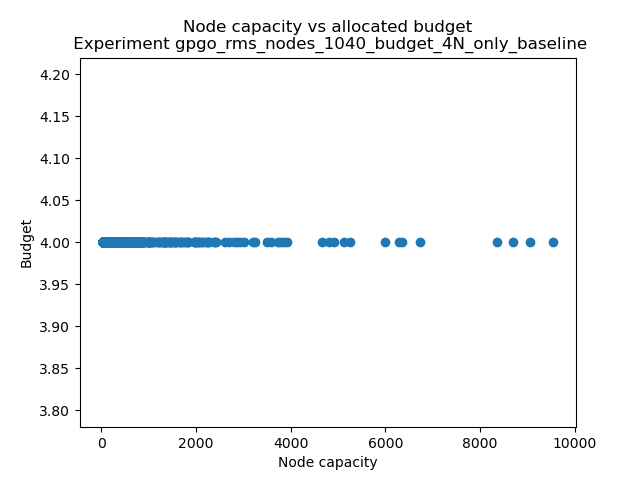 Node capacity vs allocated budget
Experiment gpgo_rms_nodes_1040_budget_4N_only_baseline
4.20
4.15
4.10
4.05
4.00
3.95
3.90
3.85
3.80
Budget
0 2000 4000 6000 8000 10000
Node capacity